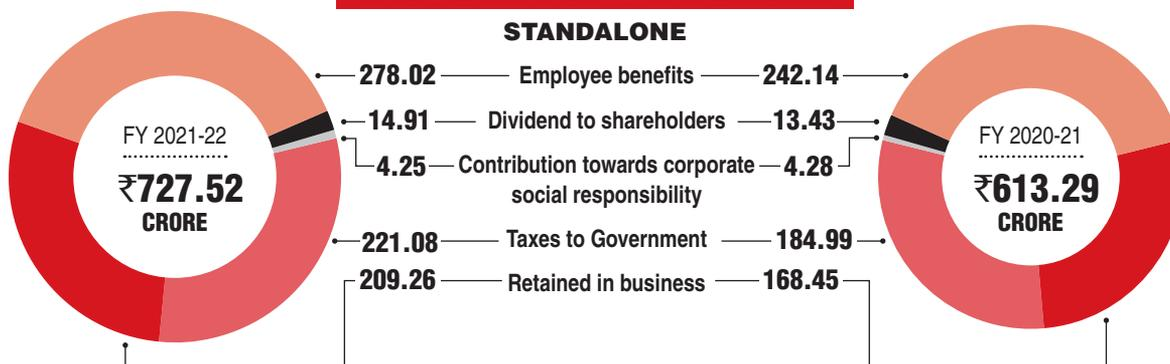 STANDALONE
278.02 Employee benefits 242.14
14.91 Dividend to shareholders 13.43
4.25 Contribution towards corporate 4.28
social responsibility
221.08 Taxes to Government 184.99
209.26 Retained in business 168.45
FY 2021-22
₹727.52
CRORE
FY 2020-21
₹613.29
CRORE